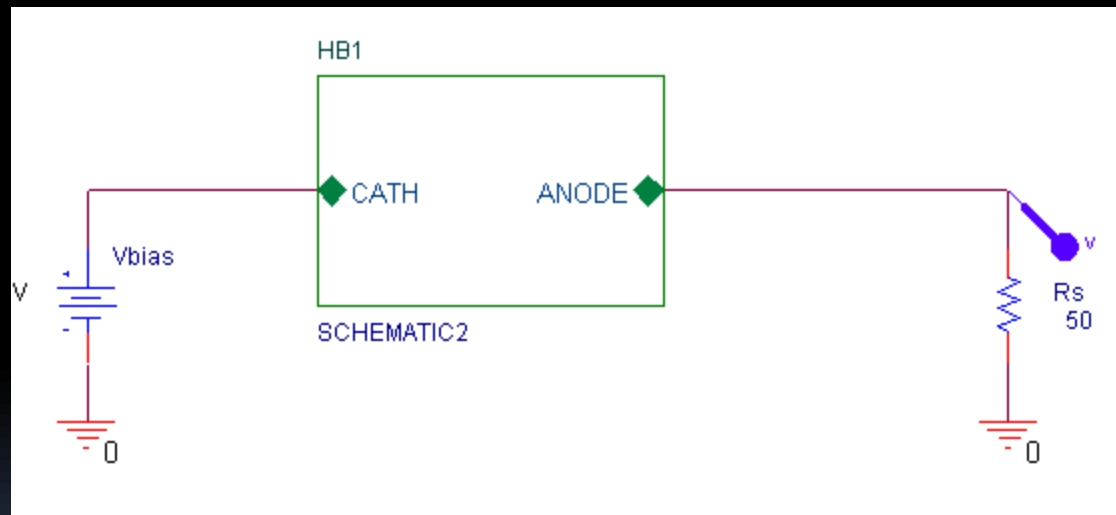 HB1
CATH
ANODE
Vbias
V
v
Rs
50
SCHEMATIC2
0
0